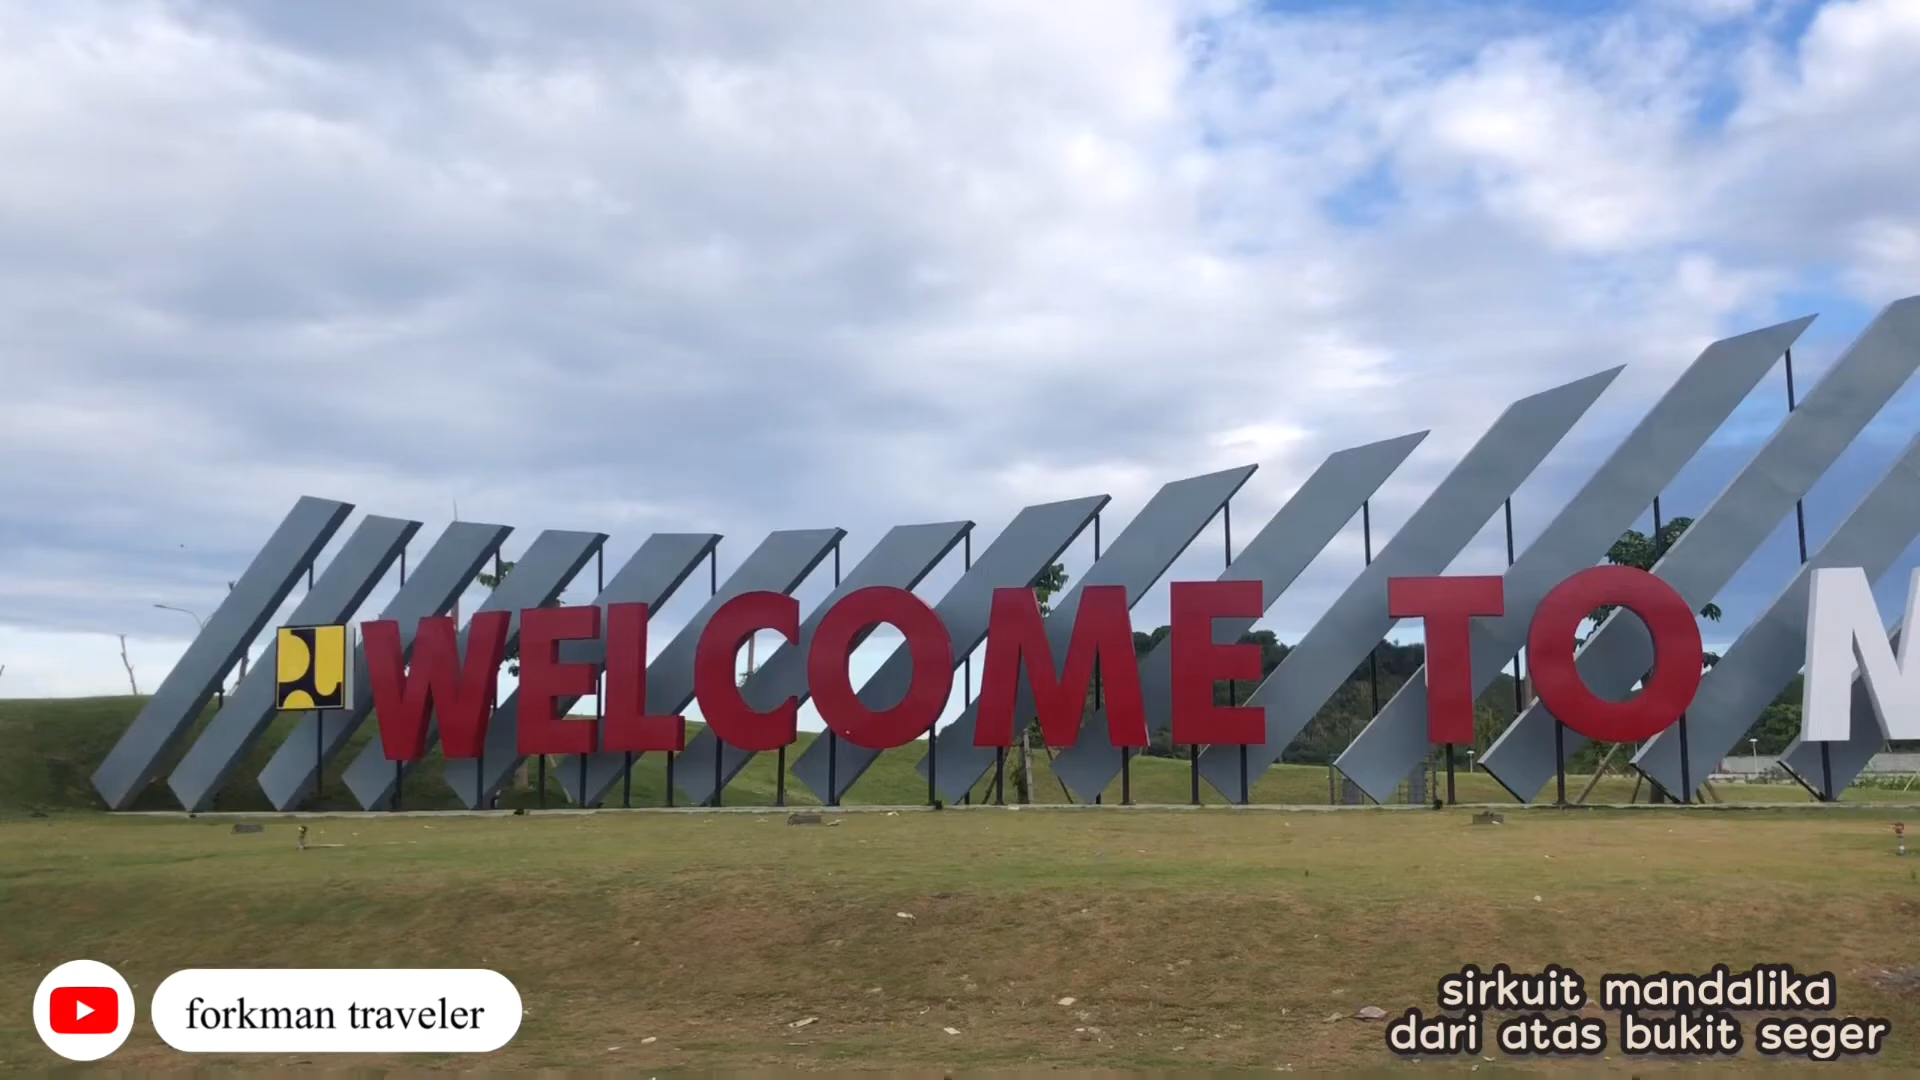 WELCOME TO M
forkman traveler
sirkuit mandalika
dari atas bukit seger